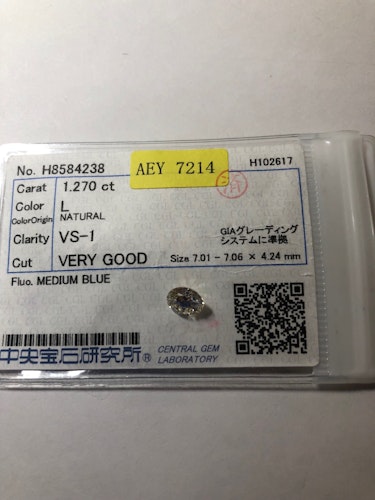 No. H8584238
AEY 7214
H102617
Carat 1.270 ct
Color L
ColorOrigin NATURAL
Clarity VS-1
GIAグレーディング
システムに準拠
Cut VERY GOOD
Size 7.01 - 7.06 × 4.24 mm
Fluo. MEDIUM BLUE
中央宝石研究所®
CENTRAL GEM
LABORATORY